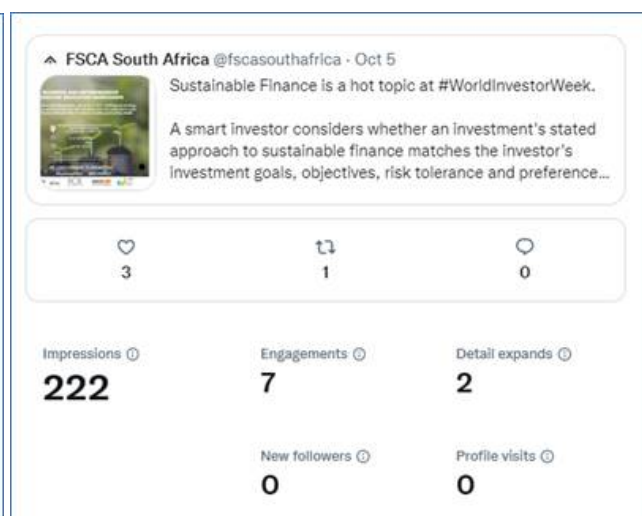 FSCA South Africa @fscasouthafrica · Oct 5
Sustainable Finance is a hot topic at #WorldInvestorWeek.
A smart investor considers whether an investment's stated
approach to sustainable finance matches the investor's
investment goals, objectives, risk tolerance and preference...
3 1 0
Impressions Engagements Detail expands
222 7 2
New followers Profile visits
0 0